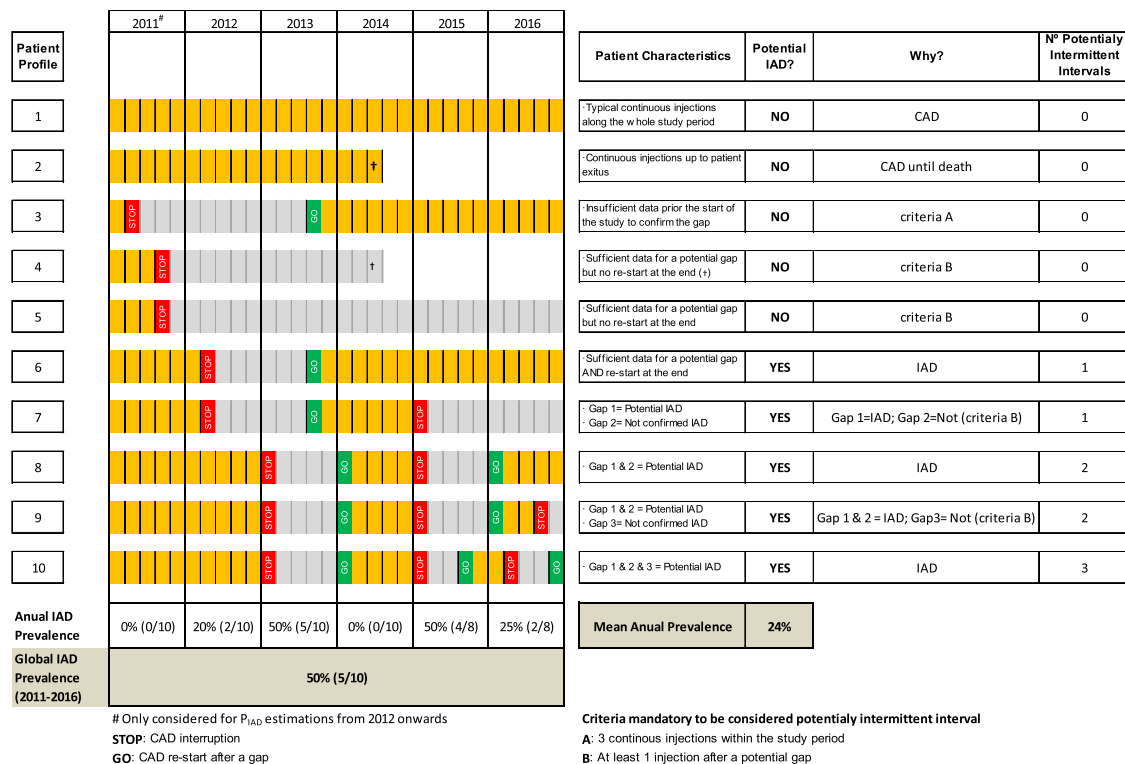 2011# 2012 2013 2014 2015 2016
Patient Profile
Patient Characteristics
Potential IAD?
Why?
Nº Potentialy Intermittent Intervals
1
·Typical continuous injections
along the whole study period
NO
CAD
0
2
✝
·Continuous injections up to patient
exitus
NO
CAD until death
0
3
STOP
GO
·Insufficient data prior the start of
the study to confirm the gap
NO
criteria A
0
4
STOP
†
·Sufficient data for a potential gap
but no re-start at the end (+)
NO
criteria B
0
5
STOP
·Sufficient data for a potential gap
but no re-start at the end
NO
criteria B
0
6
STOP
GO
·Sufficient data for a potential gap
AND re-start at the end
YES
IAD
1
7
STOP
GO
STOP
· Gap 1= Potential IAD
· Gap 2= Not confirmed IAD
YES
Gap 1=IAD; Gap 2=Not (criteria B)
1
8
STOP
GO
STOP
GO
· Gap 1 & 2 = Potential IAD
YES
IAD
2
9
STOP
GO
STOP
GO
STOP
· Gap 1 & 2 = Potential IAD
· Gap 3= Not confirmed IAD
YES
Gap 1 & 2 = IAD; Gap3= Not (criteria B)
2
10
STOP
GO
STOP
GO
STOP
GO
· Gap 1 & 2 & 3 = Potential IAD
YES
IAD
3
Anual IAD
Prevalence
0% (0/10) 20% (2/10) 50% (5/10) 0% (0/10) 50% (4/8) 25% (2/8)
Mean Anual Prevalence 24%
Global IAD
Prevalence
(2011-2016)
50% (5/10)
# Only considered for PIAD estimations from 2012 onwards
STOP: CAD interruption
GO: CAD re-start after a gap
Criteria mandatory to be considered potentialy intermittent interval
A: 3 continous injections within the study period
B: At least 1 injection after a potential gap